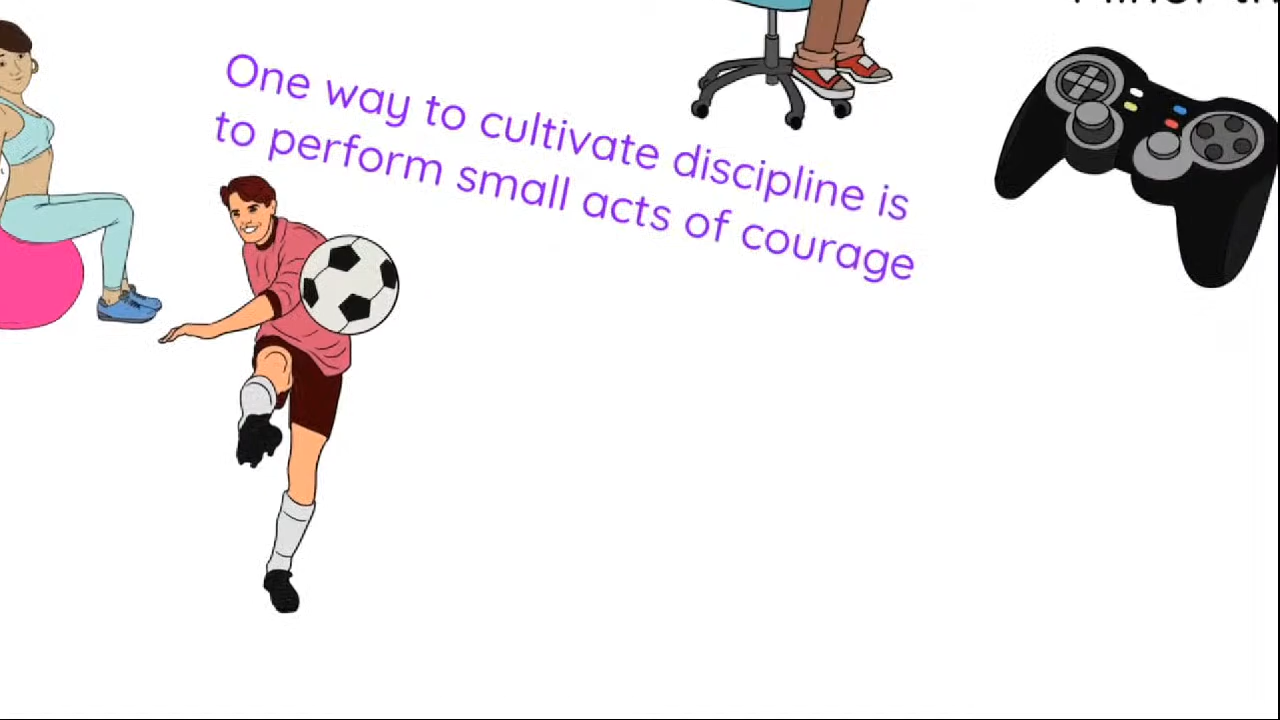 One way to cultivate discipline is
to perform small acts of courage